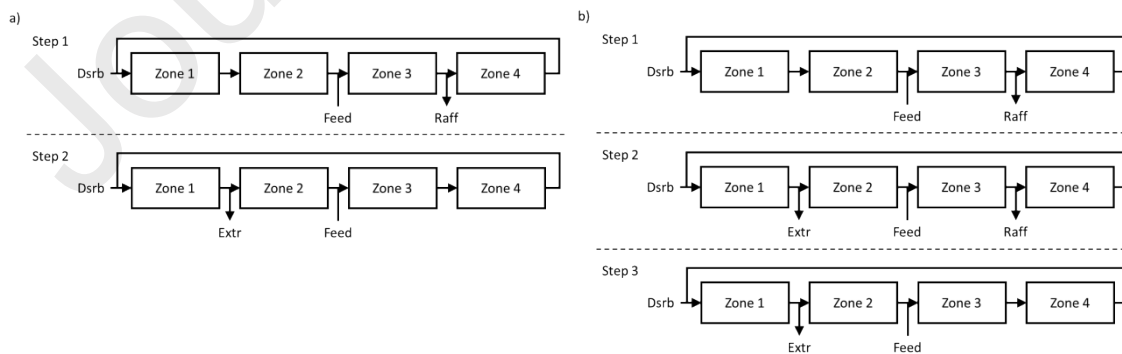 a)
Step 1
Dsrb Zone 1 Zone 2 Zone 3 Zone 4
Feed Raff
Step 2
Dsrb Zone 1 Zone 2 Zone 3 Zone 4
Extr Feed
b)
Step 1
Dsrb Zone 1 Zone 2 Zone 3 Zone 4
Feed Raff
Step 2
Dsrb Zone 1 Zone 2 Zone 3 Zone 4
Extr Feed Raff
Step 3
Dsrb Zone 1 Zone 2 Zone 3 Zone 4
Extr Feed